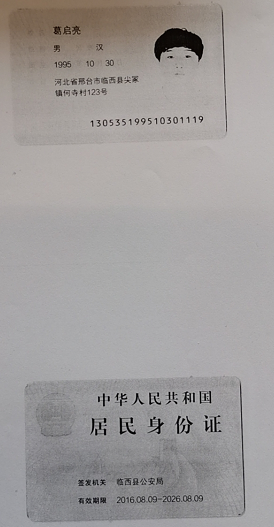 葛启亮
男 汉
1995 10 30
河北省邢台市临西县尖冢
镇何寺村123号
130535199510301119
中华人民共和国
居民身份证
签发机关 临西县公安局
有效期限 2016.08.09-2026.08.09